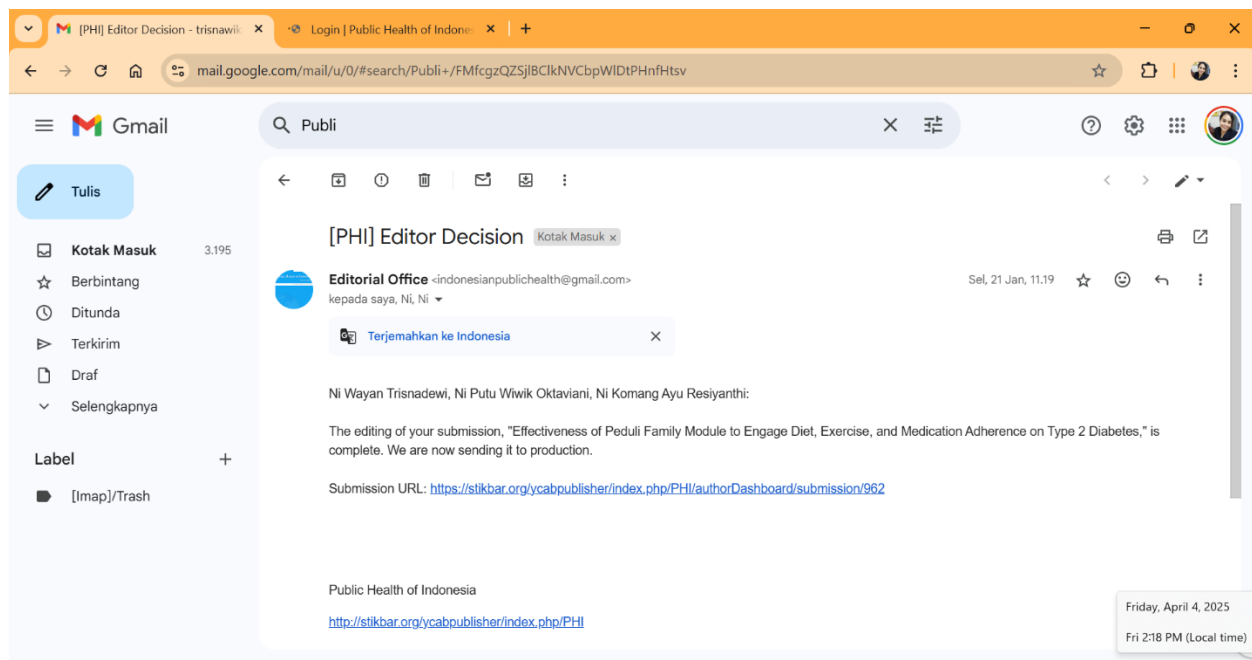 [PHI] Editor Decision - trisnawik
Login | Public Health of Indone
mail.google.com/mail/u/0/#search/Publi+/FMfcgzQZSjlBClkNVCbpWlDtPHnfHtsv
Gmail
Publi
Tulis
Kotak Masuk 3.195
Berbintang
Ditunda
Terkirim
Draf
Selengkapnya
Label
[Imap]/Trash
[PHI] Editor Decision Kotak Masuk x
Editorial Office <indonesianpublichealth@gmail.com> Sel, 21 Jan, 11.19
kepada saya, Ni, Ni
Terjemahkan ke Indonesia
Ni Wayan Trisnadewi, Ni Putu Wiwik Oktaviani, Ni Komang Ayu Resiyanthi:
The editing of your submission, "Effectiveness of Peduli Family Module to Engage Diet, Exercise, and Medication Adherence on Type 2 Diabetes," is
complete. We are now sending it to production.
Submission URL: https://stikbar.org/ycabpublisher/index.php/PHI/authorDashboard/submission/962
Public Health of Indonesia
http://stikbar.org/ycabpublisher/index.php/PHI
Friday, April 4, 2025
Fri 2:18 PM (Local time)